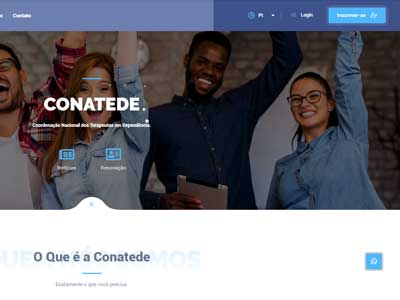 Contato
Pt
Login
Inscrever-se
CONATEDE.
Coordenação Nacional dos Terapeutas em Dependência.
Notícias
Renovação
O Que é a Conatede
Exatamente o que você precisa